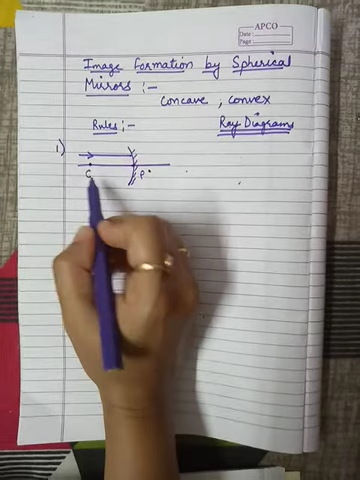 APCO
Date :
Page :
Image formation by Spherical
Mirrors :-
Concave , Convex
Rules :-
Ray Diagrams
1)
C
P